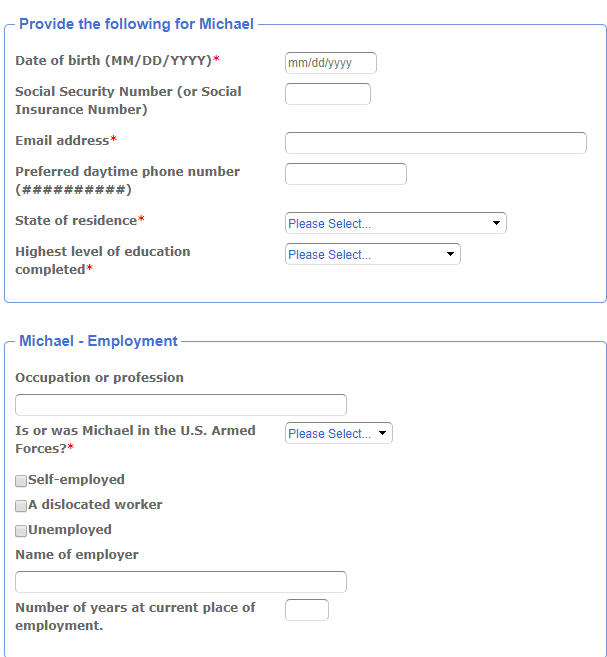 Provide the following for Michael
Date of birth (MM/DD/YYYY)*
mm/dd/yyyy
Social Security Number (or Social
Insurance Number)
Email address*
Preferred daytime phone number
(##########)
State of residence*
Please Select...
Highest level of education
completed*
Please Select...
Michael - Employment
Occupation or profession
Is or was Michael in the U.S. Armed
Forces?*
Please Select...
Self-employed
A dislocated worker
Unemployed
Name of employer
Number of years at current place of
employment.